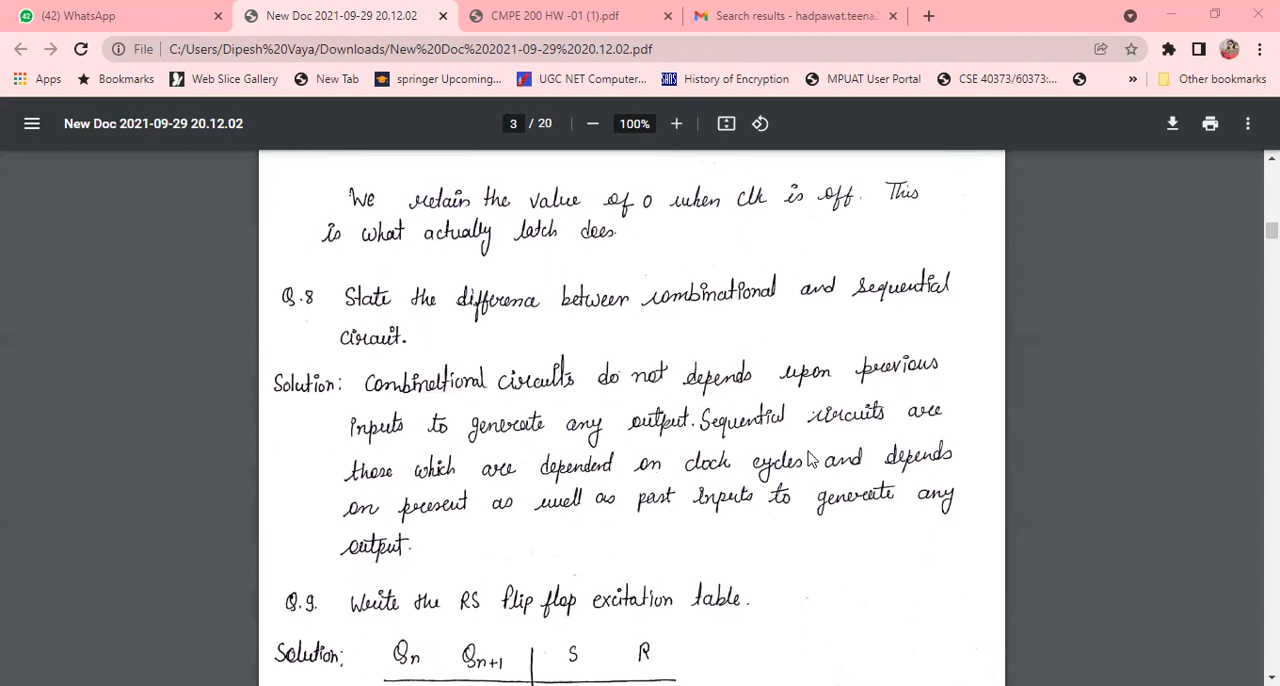 42 (42) WhatsApp
New Doc 2021-09-29 20.12.02
CMPE 200 HW -01 (1).pdf
Search results - hadpawat.teena
File C:/Users/Dipesh%20Vaya/Downloads/New%20Doc%202021-09-29%2020.12.02.pdf
Apps Bookmarks Web Slice Gallery New Tab springer Upcoming... UGC NET Computer... History of Encryption MPUAT User Portal CSE 40373/60373:... » Other bookmarks
New Doc 2021-09-29 20.12.02 3 / 20 100%
We retain the value of 0 when clk is off. This
is what actually latch does.
Q.8 State the difference between combinational and sequential
circuit.
Solution: Combinational circuits do not depends upon previous
inputs to generate any output. Sequential circuits are
those which are dependend on clock cycles and depends
on present as well as past inputs to generate any
output.
Q.9. Write the RS flip flop excitation table.
Solution: Qn Qn+1 S R